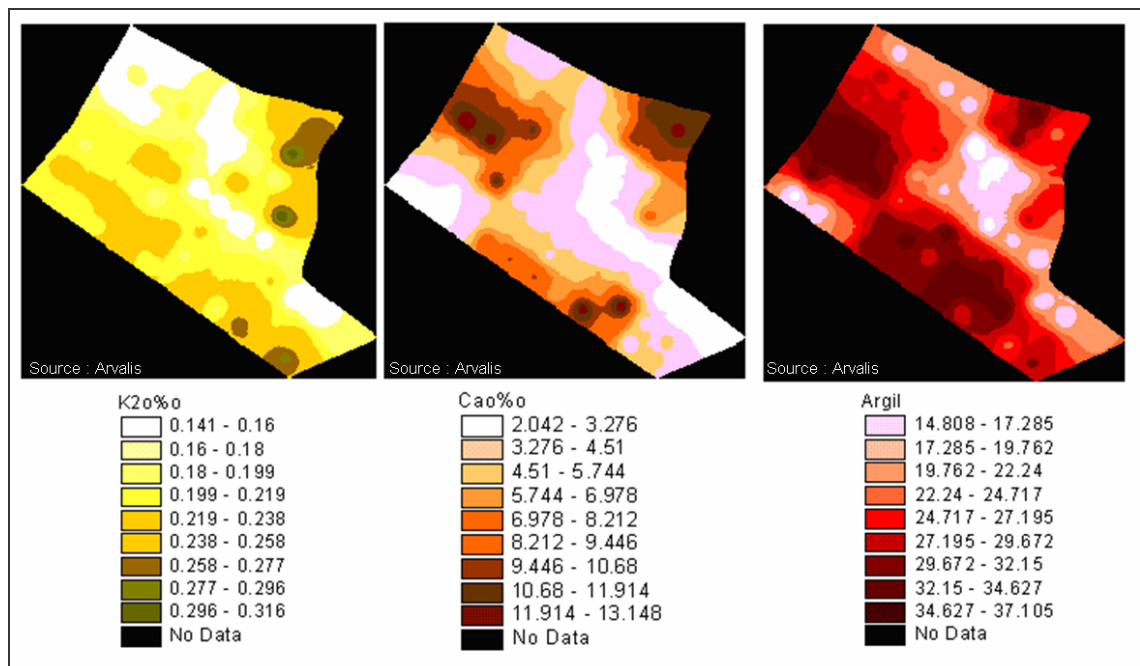 Source : Arvalis
Source : Arvalis
Source : Arvalis
K2o%o
0.141 - 0.16
0.16 - 0.18
0.18 - 0.199
0.199 - 0.219
0.219 - 0.238
0.238 - 0.258
0.258 - 0.277
0.277 - 0.296
0.296 - 0.316
No Data
Cao%o
2.042 - 3.276
3.276 - 4.51
4.51 - 5.744
5.744 - 6.978
6.978 - 8.212
8.212 - 9.446
9.446 - 10.68
10.68 - 11.914
11.914 - 13.148
No Data
Argil
14.808 - 17.285
17.285 - 19.762
19.762 - 22.24
22.24 - 24.717
24.717 - 27.195
27.195 - 29.672
29.672 - 32.15
32.15 - 34.627
34.627 - 37.105
No Data